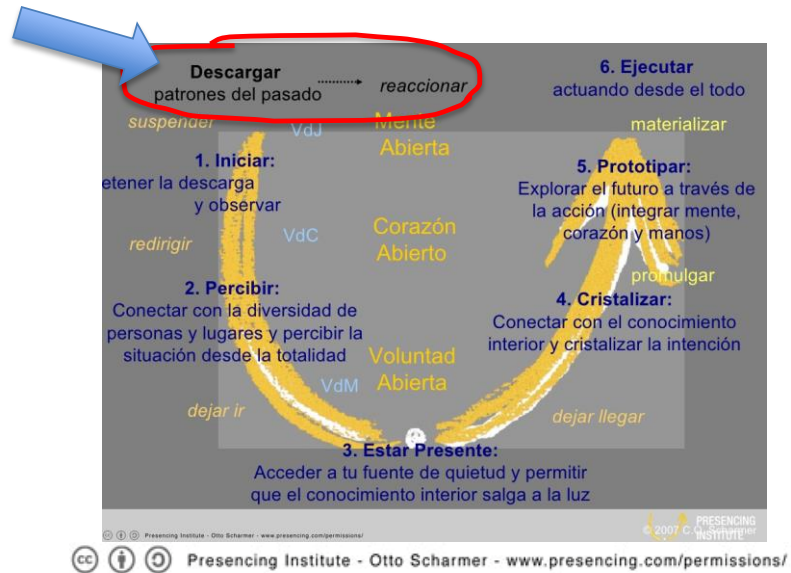 Descargar
patrones del pasado
reaccionar
6. Ejecutar
actuando desde el todo
suspender
VdJ
Mente
Abierta
materializar
1. Iniciar:
etener la descarga
y observar
5. Prototipar:
Explorar el futuro a través de
la acción (integrar mente,
corazón y manos)
redirigir
VdC
Corazón
Abierto
promulgar
2. Percibir:
Conectar con la diversidad de
personas y lugares y percibir la
situación desde la totalidad
4. Cristalizar:
Conectar con el conocimiento
interior y cristalizar la intención
Voluntad
Abierta
VdM
dejar ir
dejar llegar
3. Estar Presente:
Acceder a tu fuente de quietud y permitir
que el conocimiento interior salga a la luz
PRESENCING
INSTITUTE
© 2007 C.O. Scharmer
Presencing Institute - Otto Scharmer - www.presencing.com/permissions/
cc Presencing Institute - Otto Scharmer - www.presencing.com/permissions/